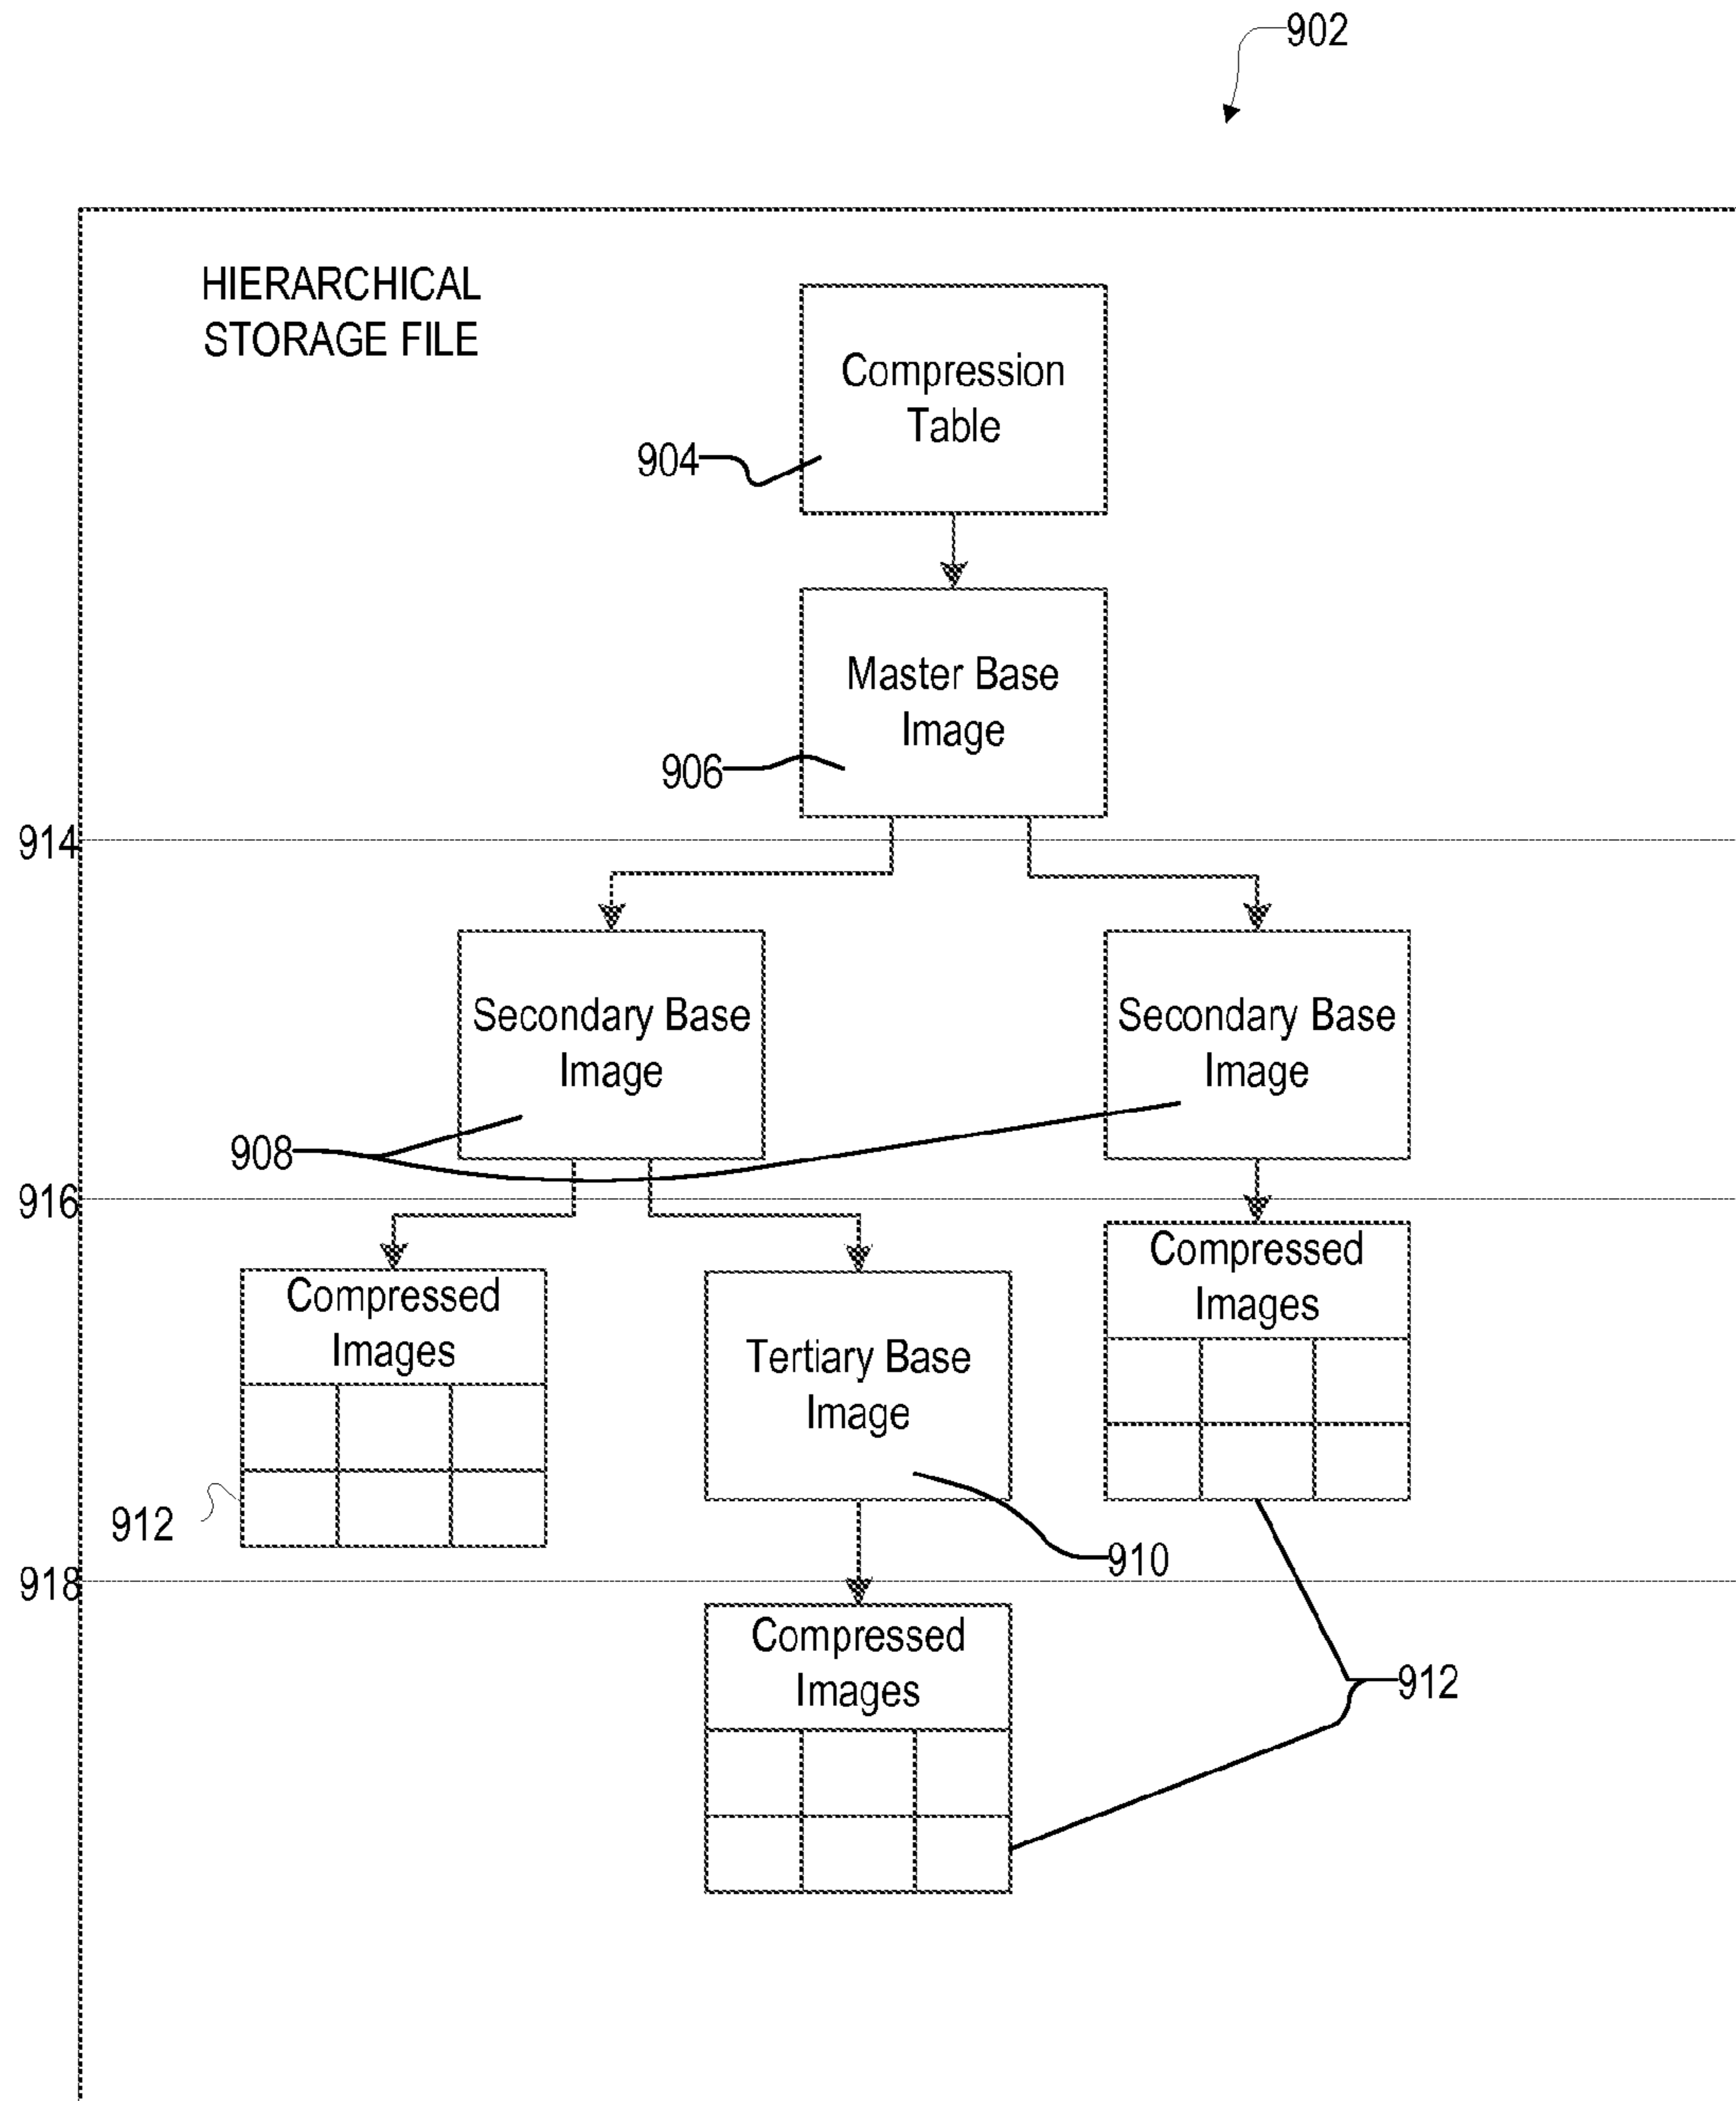 902
HIERARCHICAL
STORAGE FILE
Compression
Table
904
Master Base
Image
906
914
Secondary Base
Image
Secondary Base
Image
908
916
Compressed
Images
Compressed
Images
Tertiary Base
Image
912
910
918
Compressed
Images
912